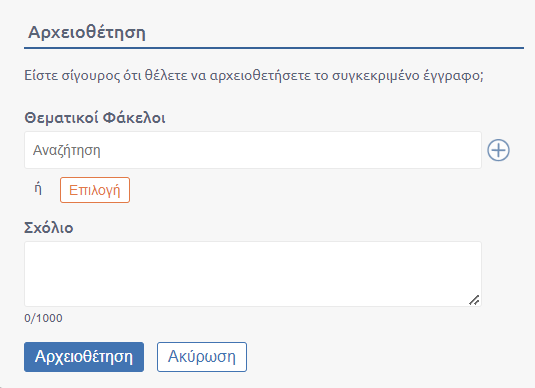 Αρχειοθέτηση
Είστε σίγουρος ότι θέλετε να αρχειοθετήσετε το συγκεκριμένο έγγραφο;
Θεματικοί Φάκελοι
Αναζήτηση
ή Επιλογή
Σχόλιο
0/1000
Αρχειοθέτηση Ακύρωση